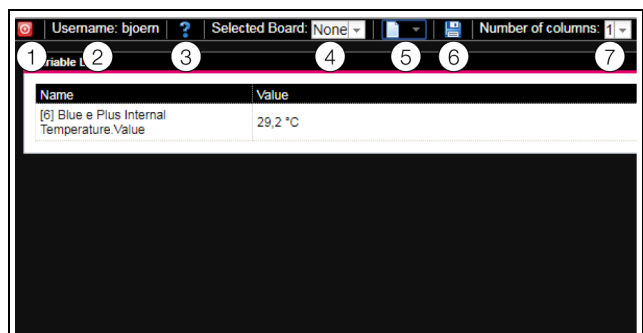 Username: bjoern ? Selected Board: None Number of columns: 1
1 2 3 4 5 6 7
Name Value
[6] Blue e Plus Internal
Temperature.Value 29,2 °C